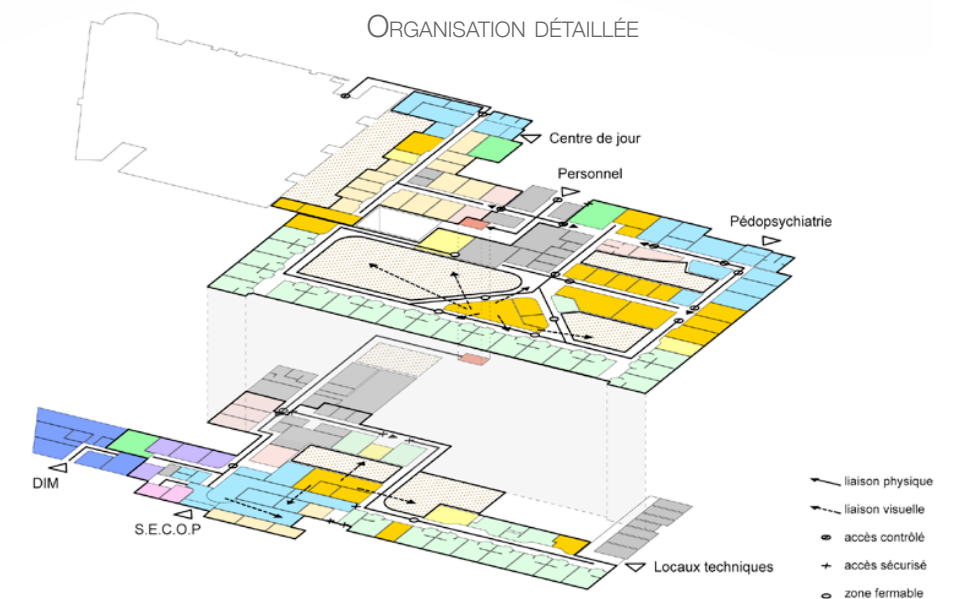 ORGANISATION DÉTAILLÉE
Centre de jour
Personnel
Pédopsychiatrie
DIM
S.E.C.O.P
Locaux techniques
liaison physique
liaison visuelle
accès contrôlé
accès sécurisé
zone fermable